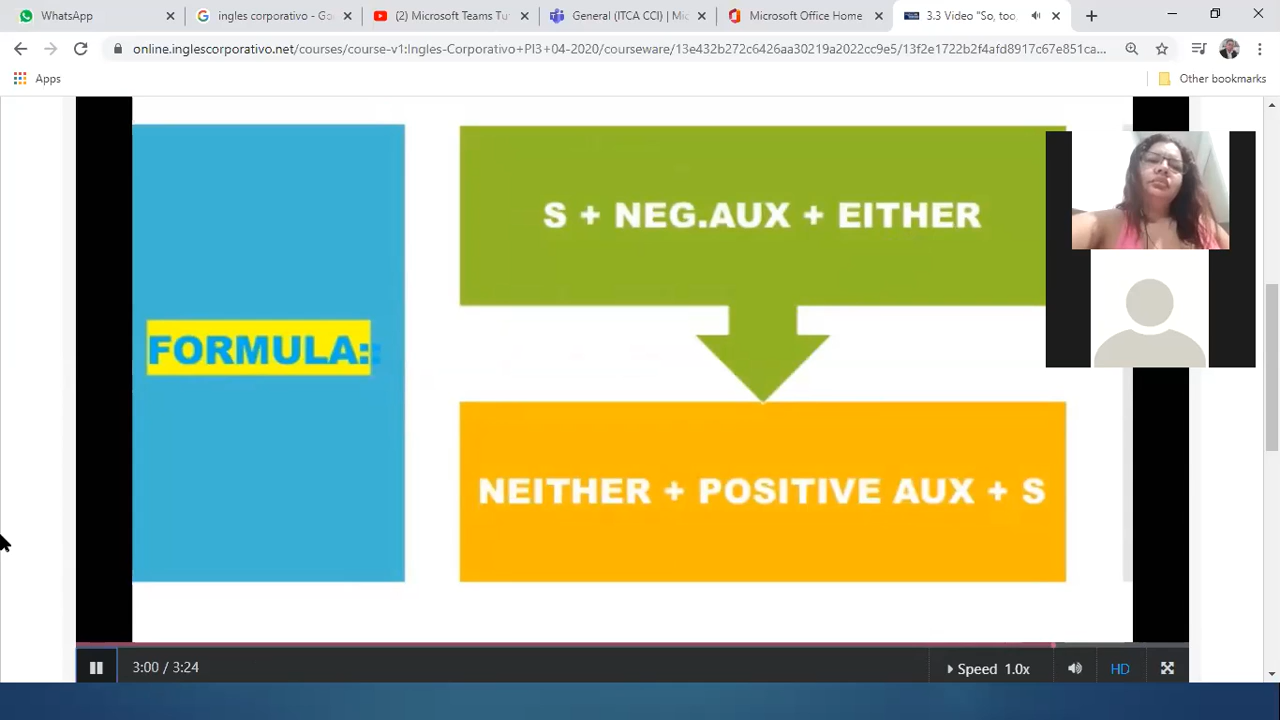 WhatsApp
ingles corporativo - Go
(2) Microsoft Teams Tu
General (ITCA CCI) | Mic
Microsoft Office Home
3.3 Video "So, too,
online.inglescorporativo.net/courses/course-v1:Ingles-Corporativo+PI3+04-2020/courseware/13e432b272c6426aa30219a2022cc9e5/13f2e1722b2f4afd8917c67e851ca...
Apps
Other bookmarks
S + NEG.AUX + EITHER
FORMULA::
NEITHER + POSITIVE AUX + S
3:00 / 3:24
Speed 1.0x
HD